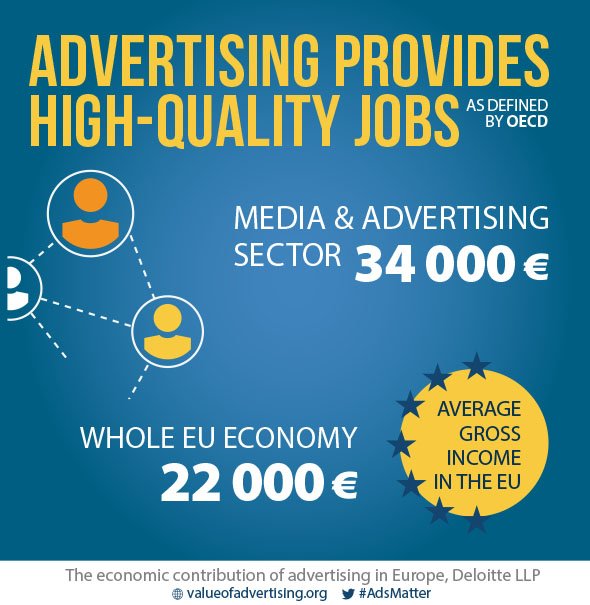 ADVERTISING PROVIDES
HIGH-QUALITY JOBS AS DEFINED
BY OECD
MEDIA & ADVERTISING
SECTOR 34 000 €
WHOLE EU ECONOMY
22 000 €
AVERAGE
GROSS
INCOME
IN THE EU
The economic contribution of advertising in Europe, Deloitte LLP
valueofadvertising.org #AdsMatter